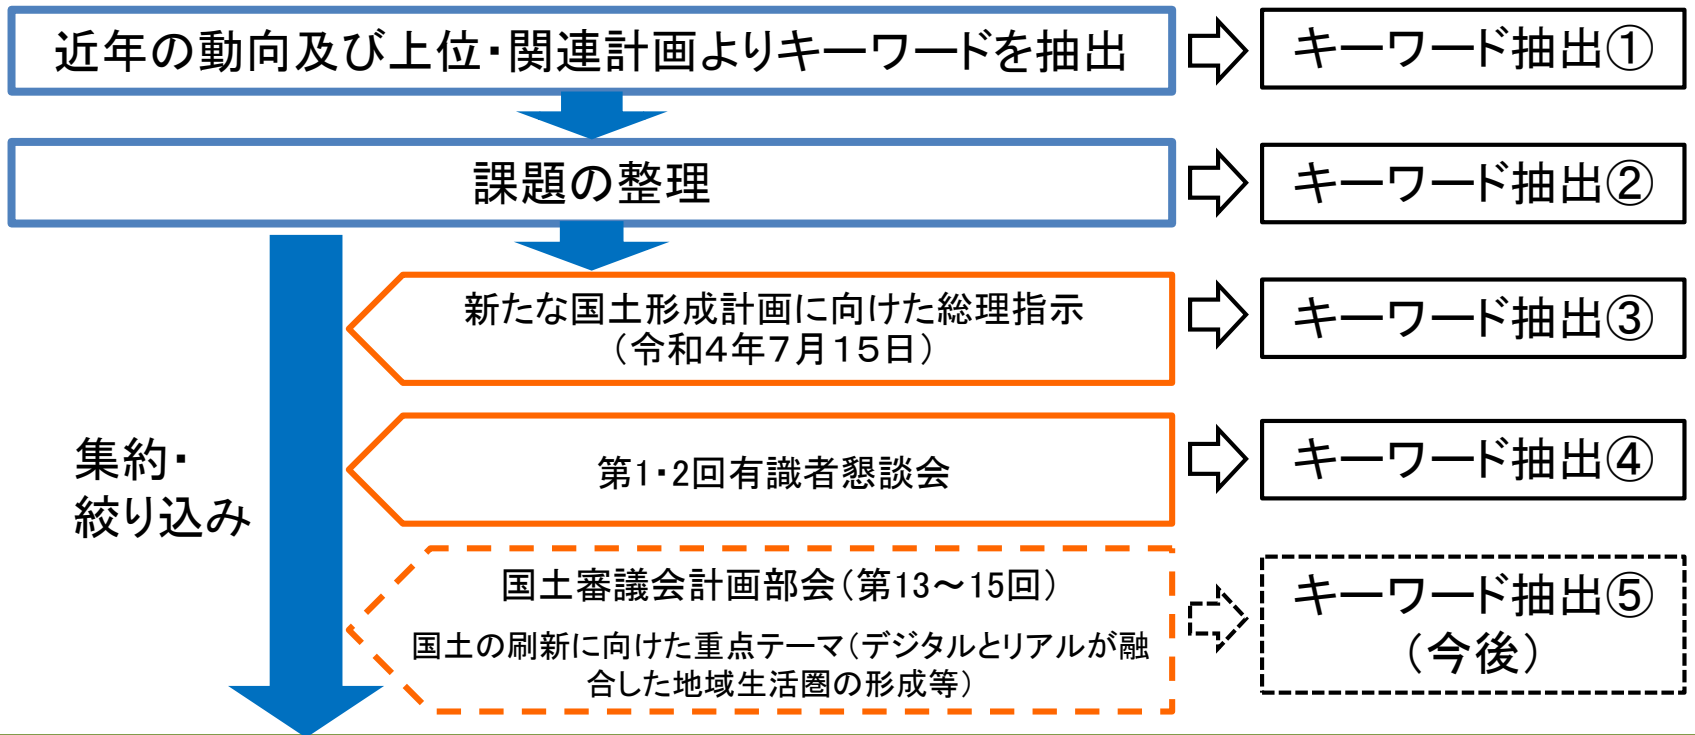 近年の動向及び上位・関連計画よりキーワードを抽出
キーワード抽出①
課題の整理
キーワード抽出②
新たな国土形成計画に向けた総理指示
（令和4年7月15日）
キーワード抽出③
集約・
絞り込み
第1・2回有識者懇談会
キーワード抽出④
国土審議会計画部会（第13～15回）
国土の刷新に向けた重点テーマ（デジタルとリアルが融
合した地域生活圏の形成等）
キーワード抽出⑤
（今後）